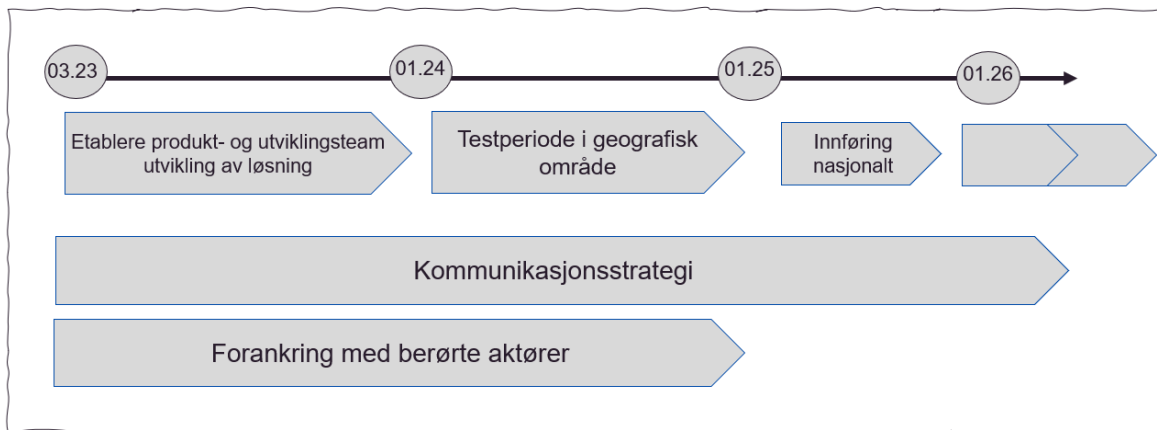 03.23
01.24
01.25
01.26
Etablere produkt- og utviklingsteam
utvikling av løsning
Testperiode i geografisk
område
Innføring
nasjonalt
Kommunikasjonsstrategi
Forankring med berørte aktører